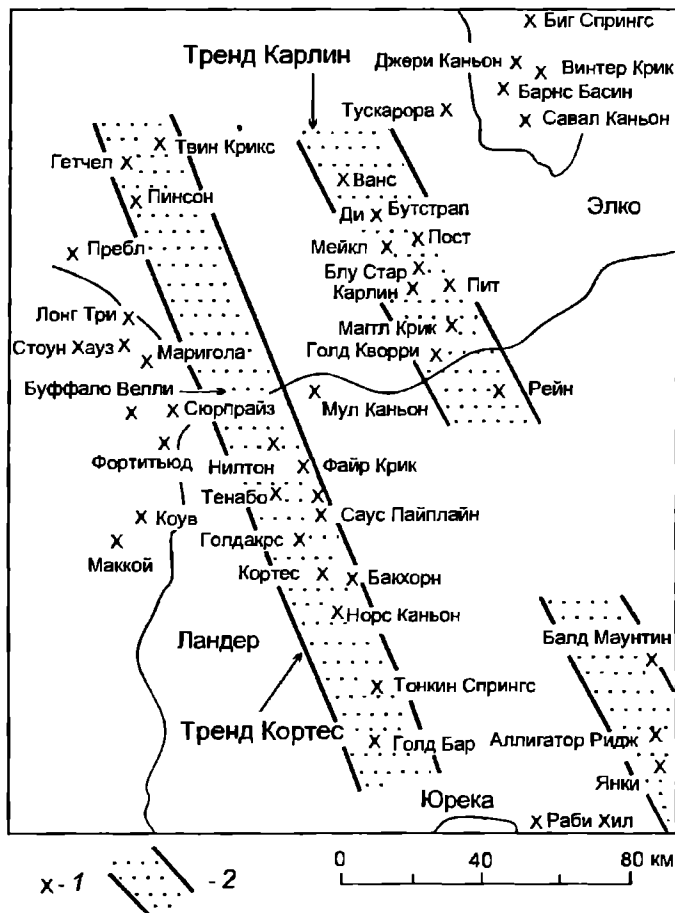 Биг Спрингс
Тренд Карлин
Джери Каньон
Винтер Крик
Барнс Басин
Тускарора
Савал Каньон
Твин Крикс
Гетчел
Ванс
Пинсон
Элко
Ди
Бутстрап
Пост
Мейкл
Пребл
Блу Стар
Карлин
Пит
Лонг Три
Маггл Крик
Стоун Хауз
Маригола
Голд Кворри
Буффало Велли
Рейн
Сюрпрайз
Мул Каньон
Фортитьюд
Нилтон
Файр Крик
Тенабо
Коув
Саус Пайплайн
Голдакрс
Маккой
Кортес
Бакхорн
Норс Каньон
Ландер
Балд Маунтин
Тонкин Спрингс
Тренд Кортес
Голд Бар
Аллигатор Ридж
Янки
Юрека
Раби Хил
x - 1
- 2
0 40 80 км